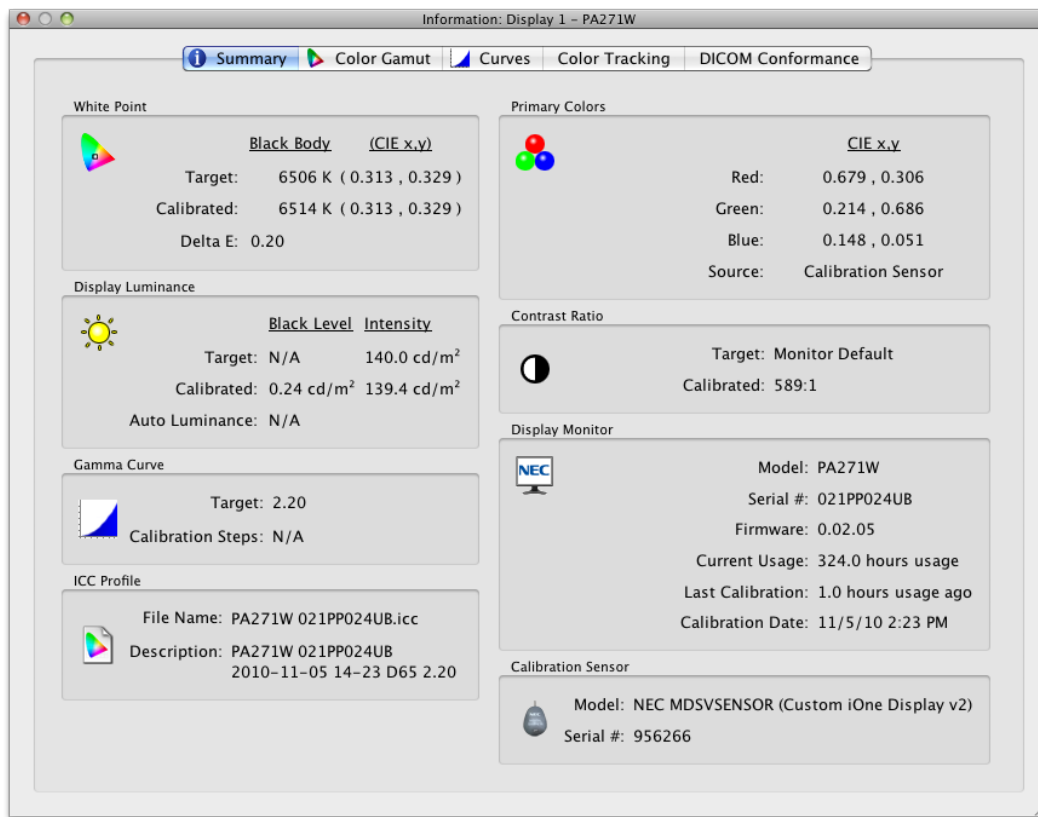 Information: Display 1 – PA271W
Summary Color Gamut Curves Color Tracking DICOM Conformance
White Point
Black Body (CIE x,y)
Target: 6506 K ( 0.313 , 0.329 )
Calibrated: 6514 K ( 0.313 , 0.329 )
Delta E: 0.20
Display Luminance
Black Level Intensity
Target: N/A 140.0 cd/m²
Calibrated: 0.24 cd/m² 139.4 cd/m²
Auto Luminance: N/A
Gamma Curve
Target: 2.20
Calibration Steps: N/A
ICC Profile
File Name: PA271W 021PP024UB.icc
Description: PA271W 021PP024UB
2010-11-05 14-23 D65 2.20
Primary Colors
CIE x,y
Red: 0.679 , 0.306
Green: 0.214 , 0.686
Blue: 0.148 , 0.051
Source: Calibration Sensor
Contrast Ratio
Target: Monitor Default
Calibrated: 589:1
Display Monitor
NEC
Model: PA271W
Serial #: 021PP024UB
Firmware: 0.02.05
Current Usage: 324.0 hours usage
Last Calibration: 1.0 hours usage ago
Calibration Date: 11/5/10 2:23 PM
Calibration Sensor
Model: NEC MDSVSENSOR (Custom iOne Display v2)
Serial #: 956266